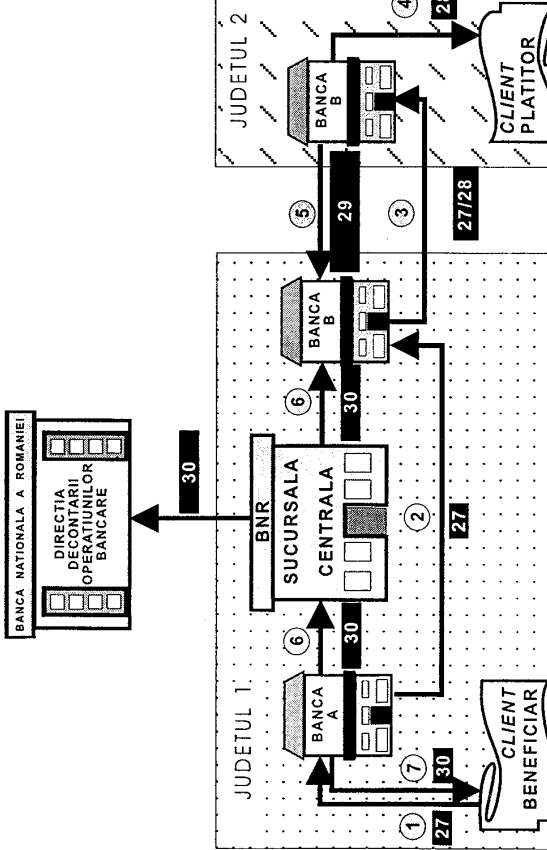 BANCA NATIONALA A ROMANIEI
DIRECTIA
DECONTARII
OPERATIUNILOR
BANCARE
30
JUDETUL 1
JUDETUL 2
BNR
SUCURSALA
CENTRALA
BANCA
A
BANCA
B
BANCA
B
6
30
6
30
5
29
3
27/28
4
28
2
27
1
27
7
30
CLIENT
BENEFICIAR
CLIENT
PLATITOR